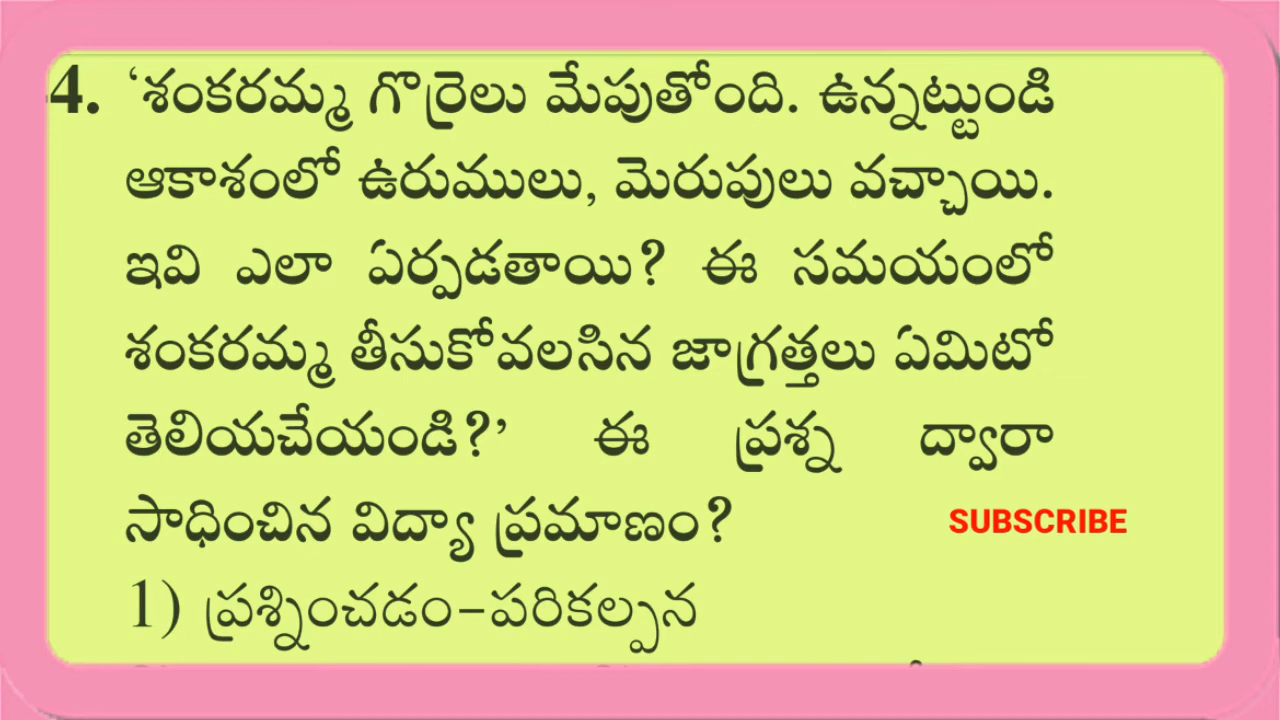 4. ‘శంకరమ్మ గొర్రెలు మేపుతోంది. ఉన్నట్టుండి
ఆకాశంలో ఉరుములు, మెరుపులు వచ్చాయి.
ఇవి ఎలా ఏర్పడతాయి? ఈ సమయంలో
శంకరమ్మ తీసుకోవలసిన జాగ్రత్తలు ఏమిటో
తెలియచేయండి?’ ఈ ప్రశ్న ద్వారా
సాధించిన విద్యా ప్రమాణం?
SUBSCRIBE
1) ప్రశ్నించడం-పరికల్పన